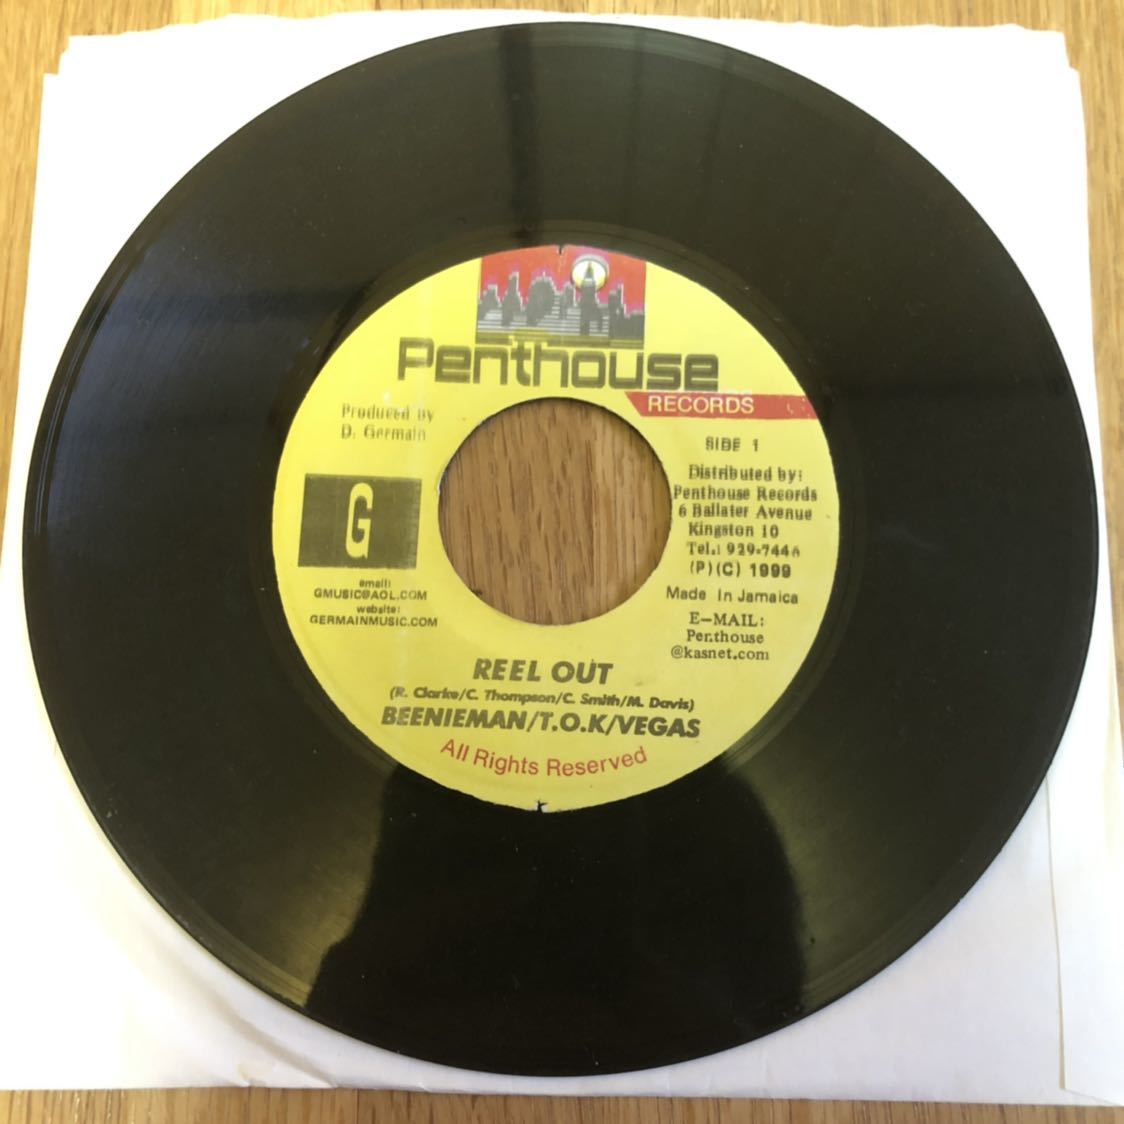 Penthouse
RECORDS
Produced by
D. Germain
G
email:
GMUSIC@AOL.COM
website:
GERMAINMUSIC.COM
SIDE 1
Distributed by:
Penthouse Records
6 Ballater Avenue
Kingston 10
Tel.: 929-744
(P)(C) 1999
Made In Jamaica
E-MAIL:
Penthouse
@kasnet.com
REEL OUT
(R. Clarke/C. Thompson/C. Smith/M. Davis)
BEENIEMAN/T.O.K/VEGAS
All Rights Reserved